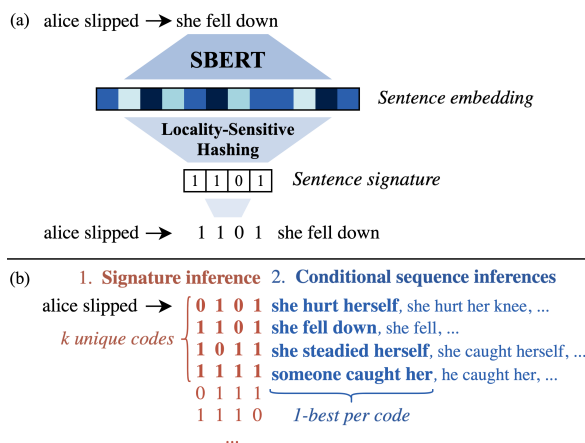 (a)
alice slipped → she fell down
SBERT
Sentence embedding
Locality-Sensitive
Hashing
1 1 0 1 Sentence signature
alice slipped → 1 1 0 1 she fell down
(b) 1. Signature inference 2. Conditional sequence inferences
alice slipped → 0 1 0 1 she hurt herself, she hurt her knee, ...
1 1 0 1 she fell down, she fell, ...
k unique codes
1 0 1 1 she steadied herself, she caught herself, ...
1 1 1 1 someone caught her, he caught her, ...
0 1 1 1
1 1 1 0
1-best per code
...